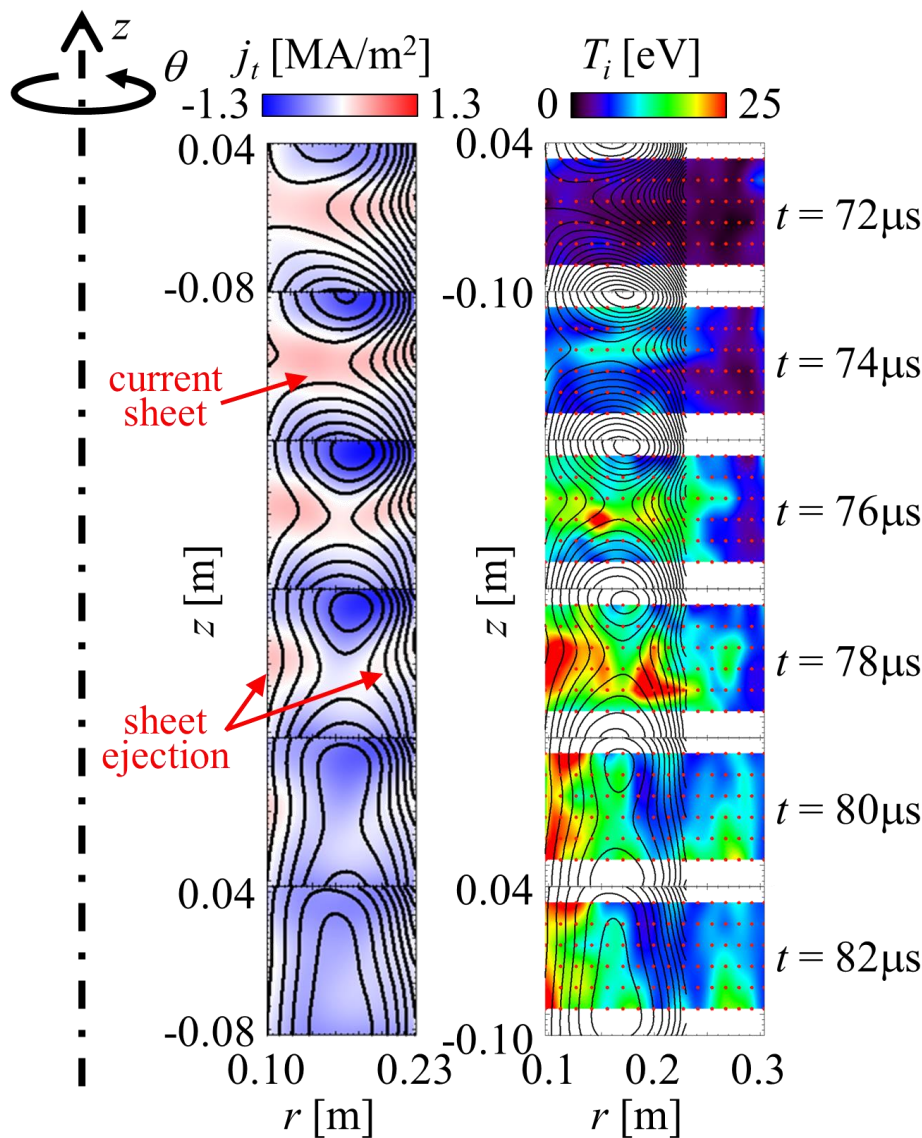 z
θ
j_t [MA/m²]
T_i [eV]
-1.3
1.3
0
25
0.04
0.04
t = 72μs
-0.08
-0.10
current
sheet
t = 74μs
t = 76μs
z [m]
z [m]
t = 78μs
sheet
ejection
t = 80μs
0.04
0.04
t = 82μs
-0.08
-0.10
0.10
0.23
0.1
0.2
0.3
r [m]
r [m]